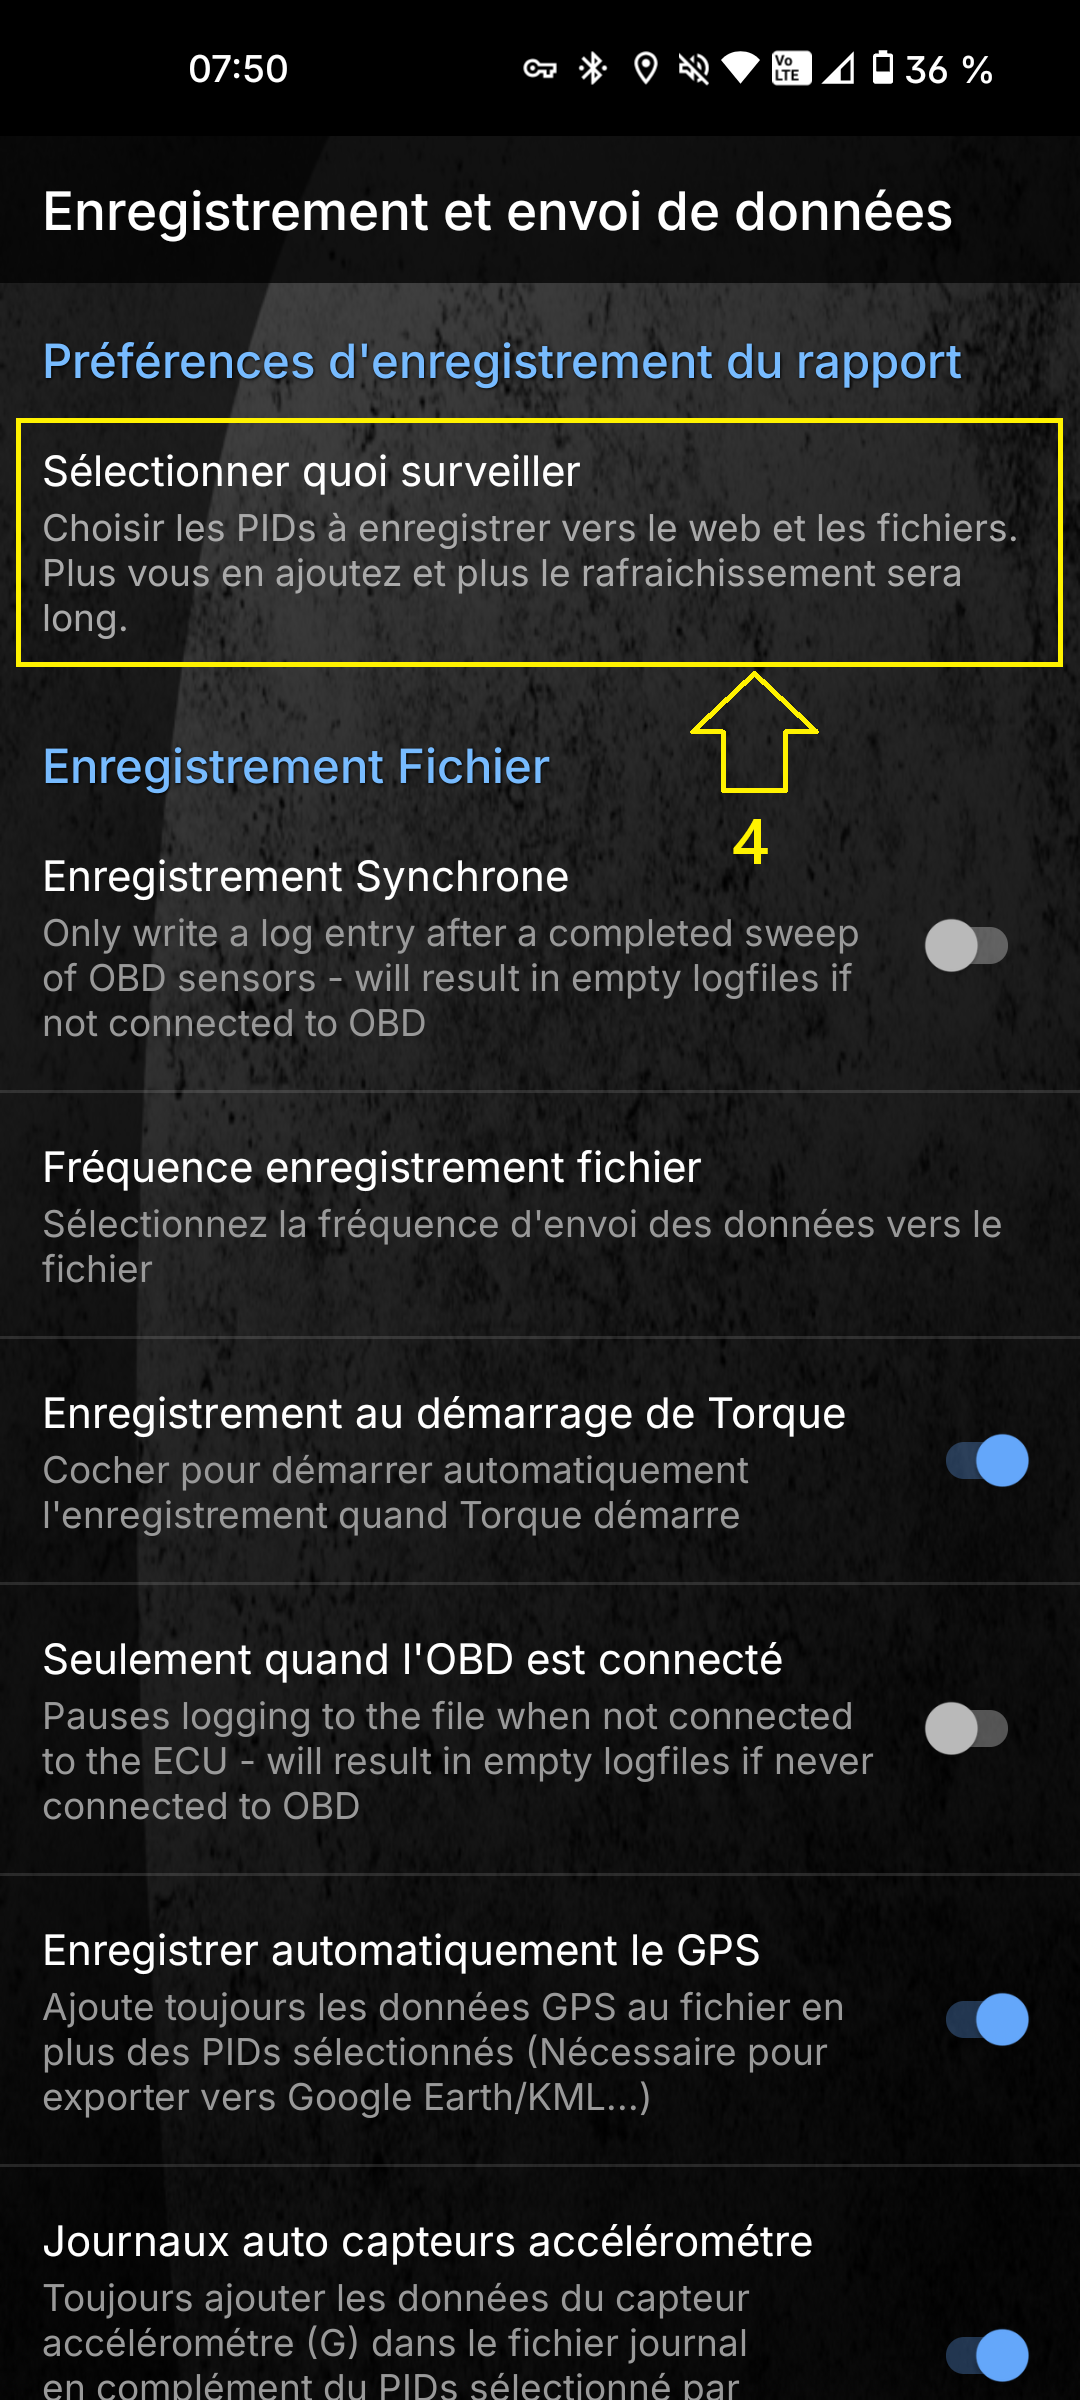 07:50
Vo LTE
36 %
Enregistrement et envoi de données
Préférences d'enregistrement du rapport
Sélectionner quoi surveiller
Choisir les PIDs à enregistrer vers le web et les fichiers.
Plus vous en ajoutez et plus le rafraichissement sera
long.
Enregistrement Fichier
4
Enregistrement Synchrone
Only write a log entry after a completed sweep
of OBD sensors - will result in empty logfiles if
not connected to OBD
Fréquence enregistrement fichier
Sélectionnez la fréquence d'envoi des données vers le
fichier
Enregistrement au démarrage de Torque
Cocher pour démarrer automatiquement
l'enregistrement quand Torque démarre
Seulement quand l'OBD est connecté
Pauses logging to the file when not connected
to the ECU - will result in empty logfiles if never
connected to OBD
Enregistrer automatiquement le GPS
Ajoute toujours les données GPS au fichier en
plus des PIDs sélectionnés (Nécessaire pour
exporter vers Google Earth/KML...)
Journaux auto capteurs accélérométre
Toujours ajouter les données du capteur
accélérométre (G) dans le fichier journal
en complément du PIDs sélectionné par